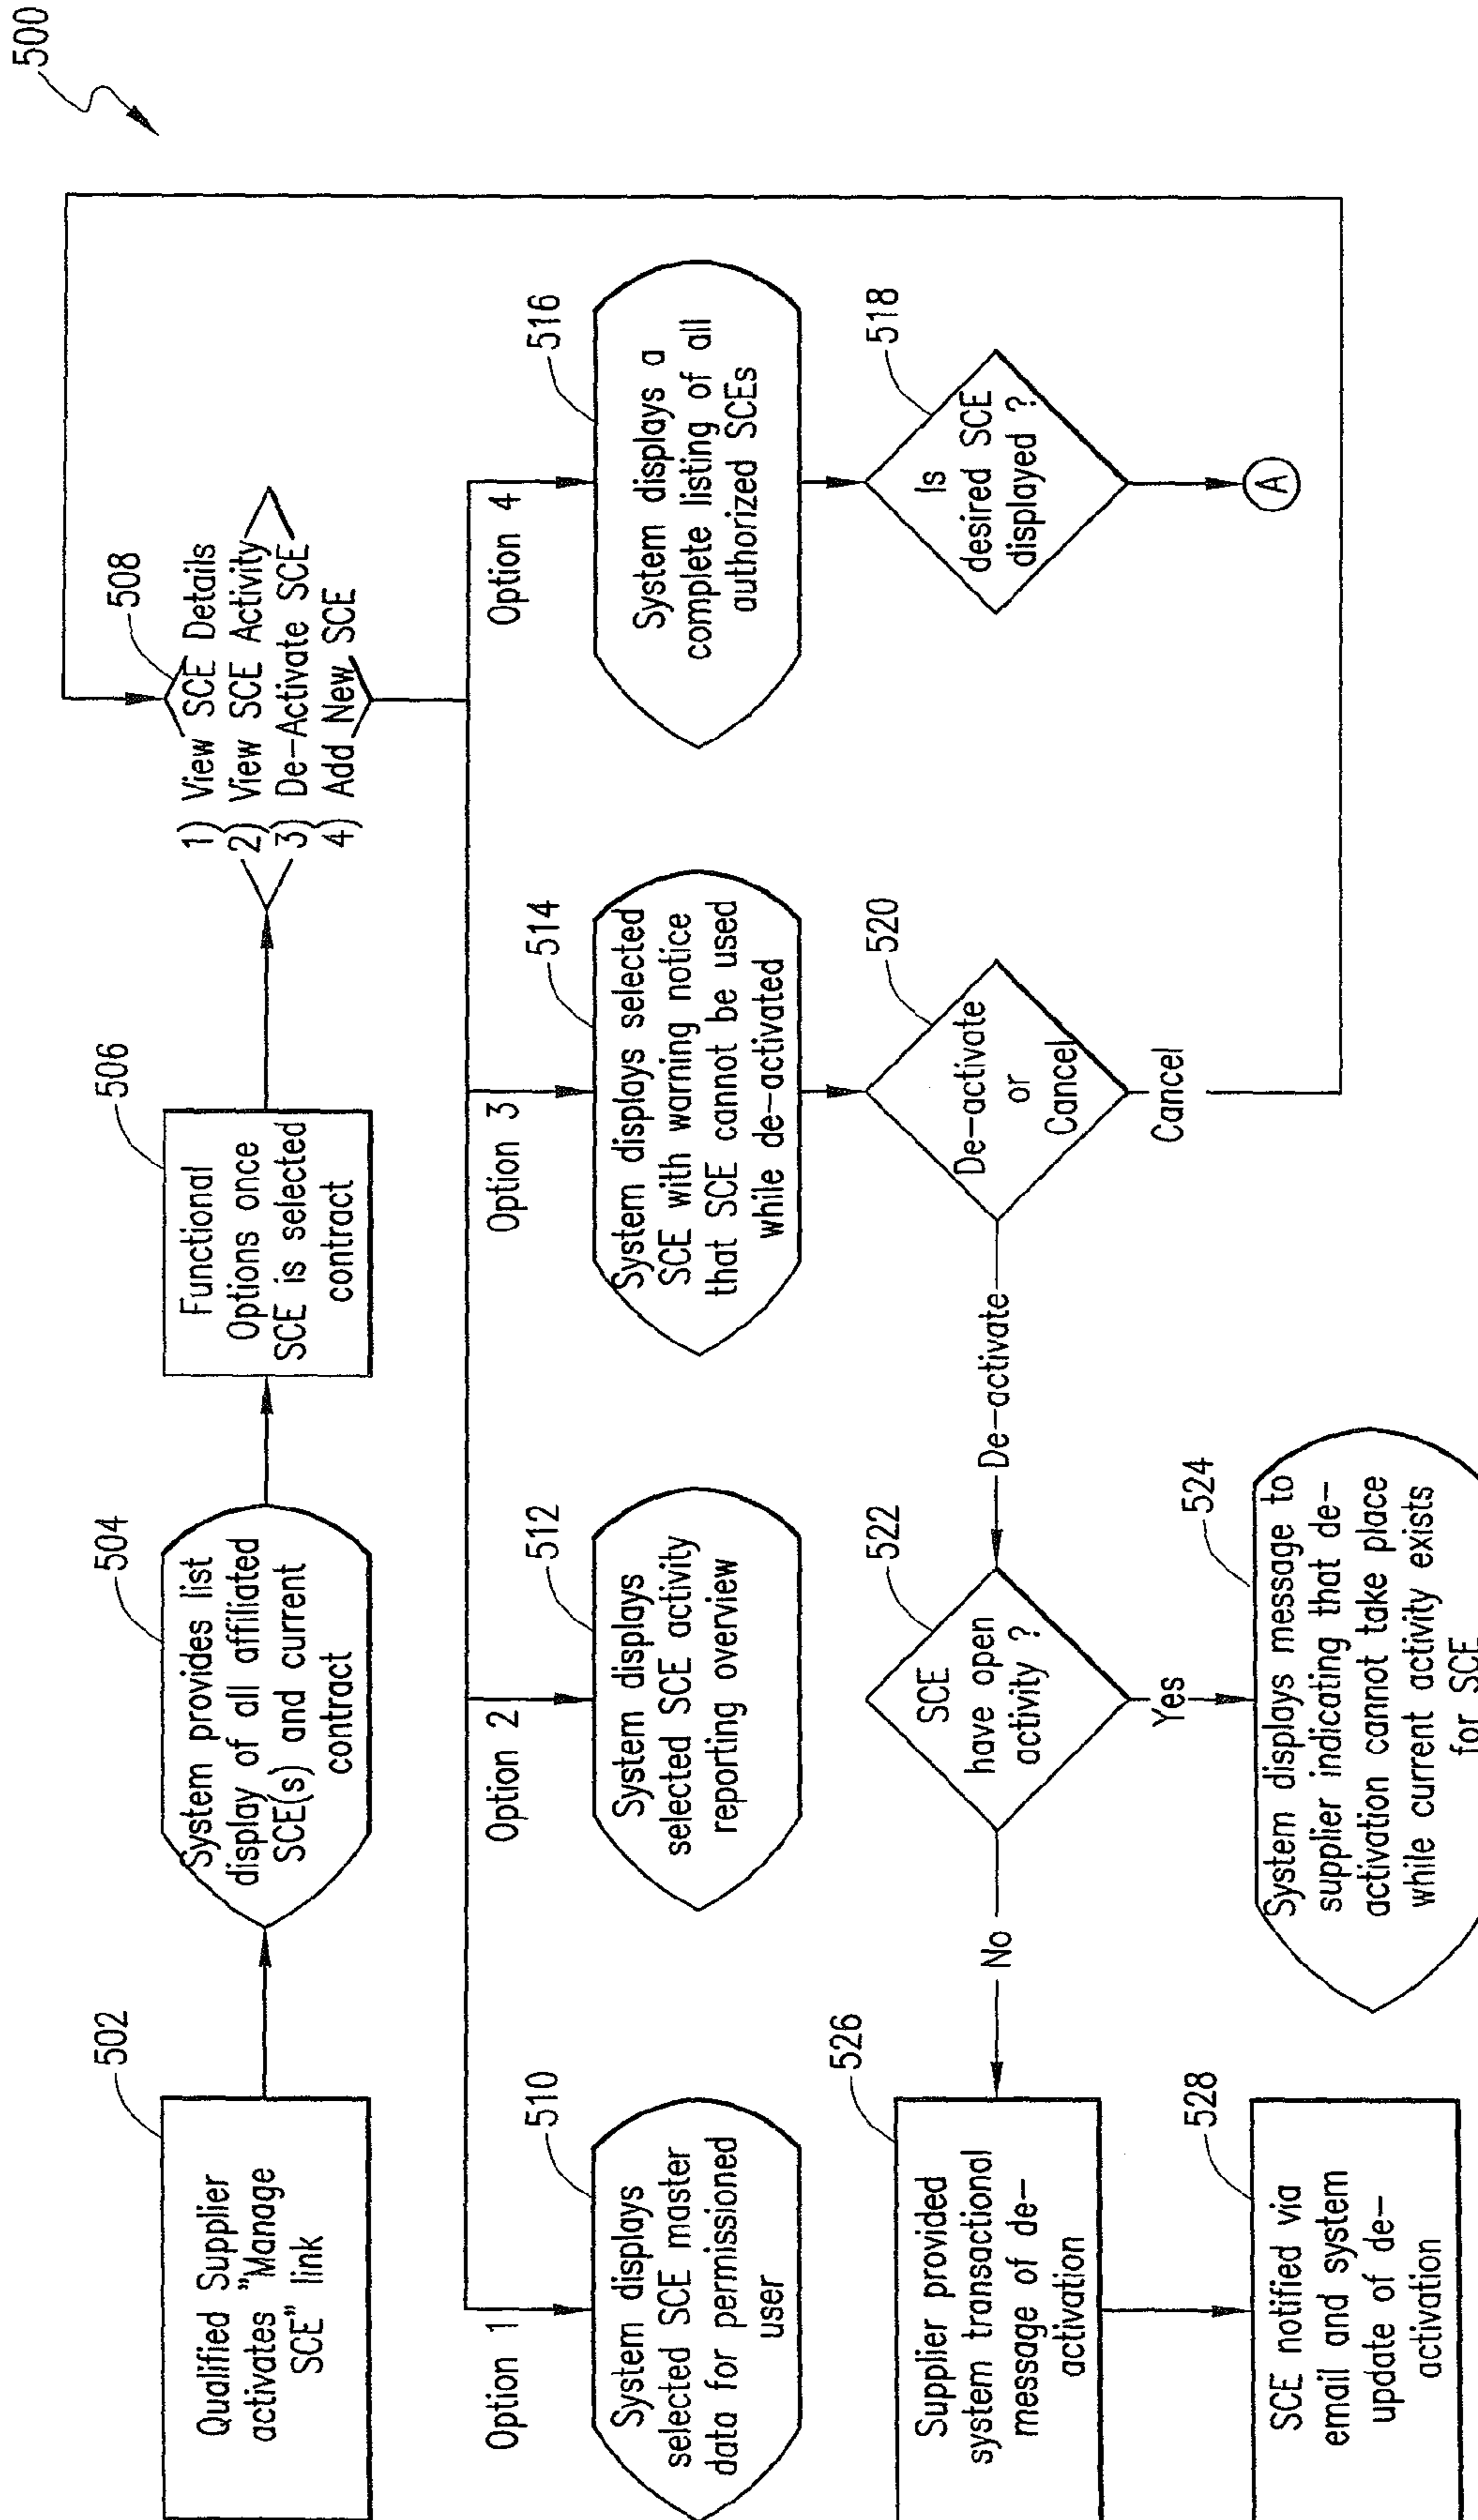 500
502
Qualified Supplier
activates "Manage
SCE" link
504
System provides list
display of all affiliated
SCE(s) and current
contract
506
Functional
Options once
SCE is selected
contract
508
1) View SCE Details
2) View SCE Activity
3) De-Activate SCE
4) Add New SCE
Option 1
510
System displays
selected SCE master
data for permissioned
user
Option 2
512
System displays
selected SCE activity
reporting overview
Option 3
514
System displays selected
SCE with warning notice
that SCE cannot be used
while de-activated
Option 4
516
System displays a
complete listing of all
authorized SCEs
518
Is
desired SCE
displayed ?
A
520
De-activate
or
Cancel
Cancel
De-activate
522
SCE
have open
activity ?
Yes
No
524
System displays message to
supplier indicating that de-
activation cannot take place
while current activity exists
for SCE
526
Supplier provided
system transactional
message of de-
activation
528
SCE notified via
email and system
update of de-
activation